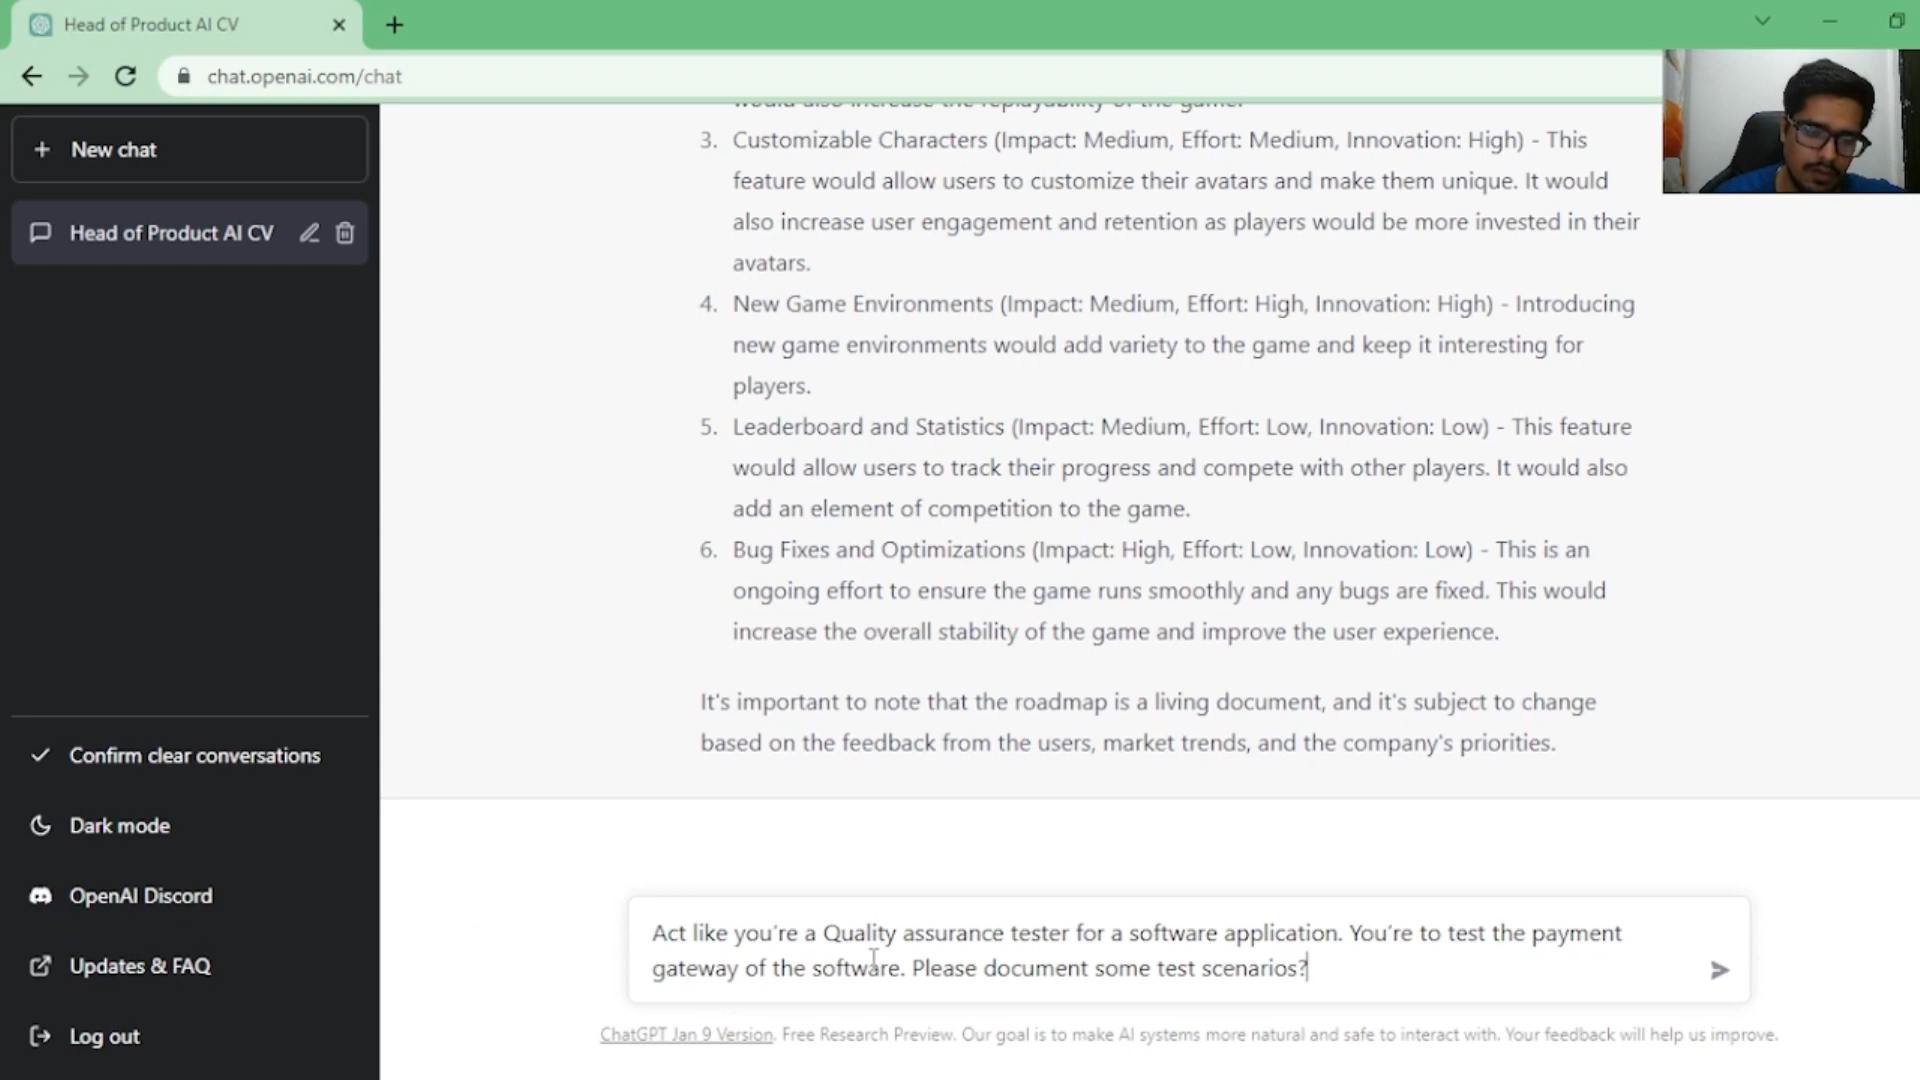 Head of Product AI CV
chat.openai.com/chat
New chat
Head of Product AI CV
Confirm clear conversations
Dark mode
OpenAI Discord
Updates & FAQ
Log out
would also increase the replayability of the game.
3. Customizable Characters (Impact: Medium, Effort: Medium, Innovation: High) - This
feature would allow users to customize their avatars and make them unique. It would
also increase user engagement and retention as players would be more invested in their
avatars.
4. New Game Environments (Impact: Medium, Effort: High, Innovation: High) - Introducing
new game environments would add variety to the game and keep it interesting for
players.
5. Leaderboard and Statistics (Impact: Medium, Effort: Low, Innovation: Low) - This feature
would allow users to track their progress and compete with other players. It would also
add an element of competition to the game.
6. Bug Fixes and Optimizations (Impact: High, Effort: Low, Innovation: Low) - This is an
ongoing effort to ensure the game runs smoothly and any bugs are fixed. This would
increase the overall stability of the game and improve the user experience.
It's important to note that the roadmap is a living document, and it's subject to change
based on the feedback from the users, market trends, and the company's priorities.
Act like you're a Quality assurance tester for a software application. You're to test the payment
gateway of the software. Please document some test scenarios?
ChatGPT Jan 9 Version. Free Research Preview. Our goal is to make AI systems more natural and safe to interact with. Your feedback will help us improve.